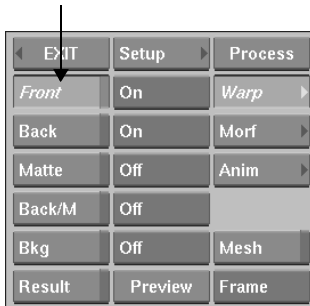 EXIT Setup Process
Front On Warp
Back On Morf
Matte Off Anim
Back/M Off
Bkg Off Mesh
Result Preview Frame